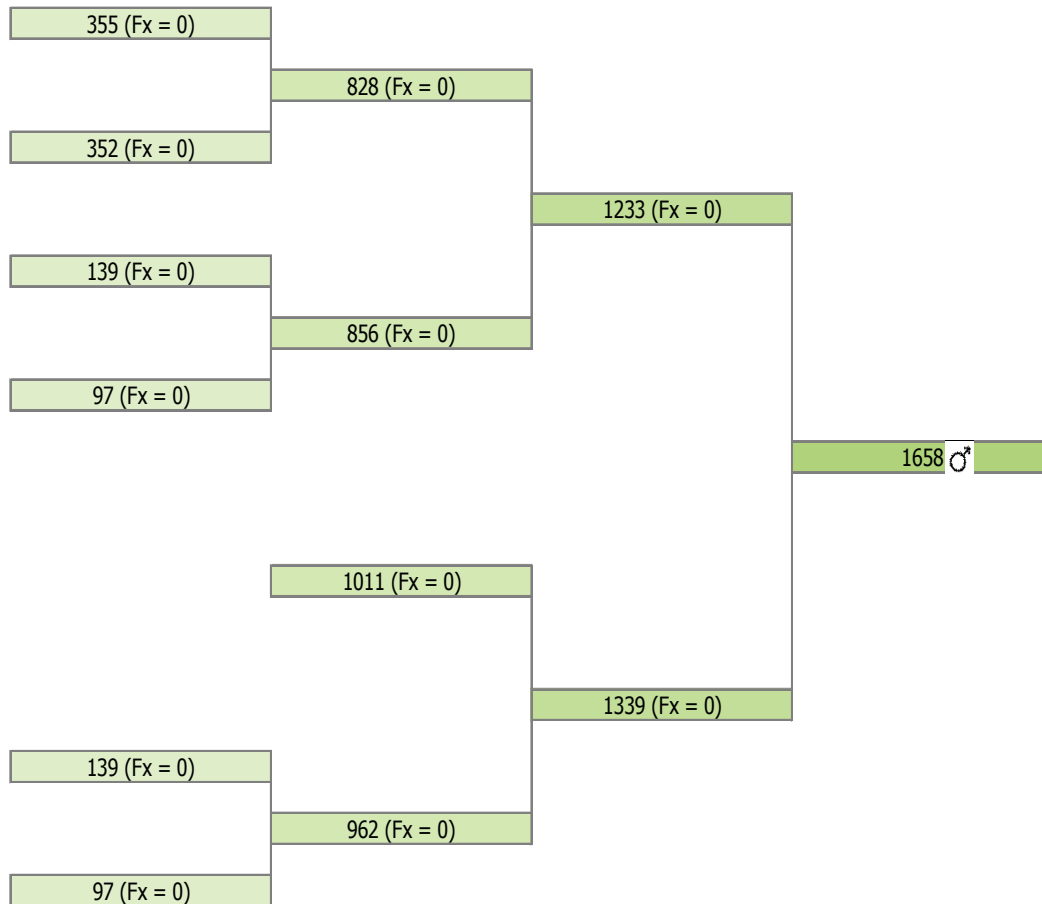 355 (Fx = 0)
828 (Fx = 0)
352 (Fx = 0)
1233 (Fx = 0)
139 (Fx = 0)
856 (Fx = 0)
97 (Fx = 0)
1658 ♂
1011 (Fx = 0)
1339 (Fx = 0)
139 (Fx = 0)
962 (Fx = 0)
97 (Fx = 0)